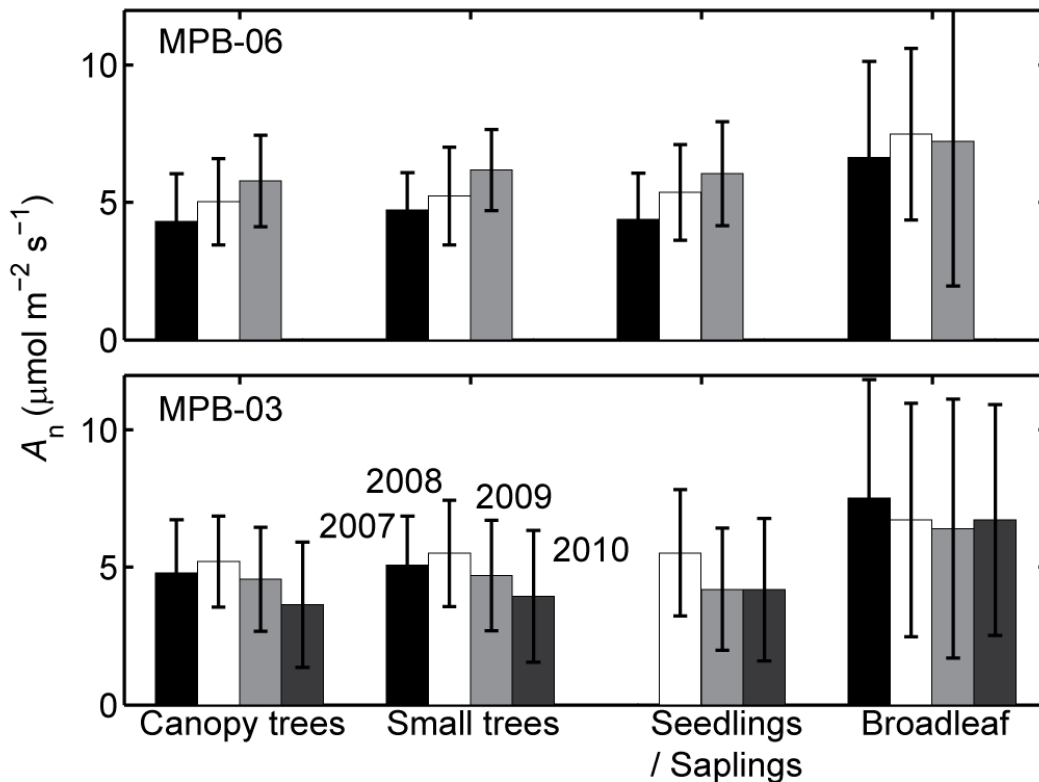 MPB-06
10
5
0
Aₙ (μmol m⁻² s⁻¹)
MPB-03
10
5
0
2008
2009
2007
2010
Canopy trees
Small trees
Seedlings
/ Saplings
Broadleaf